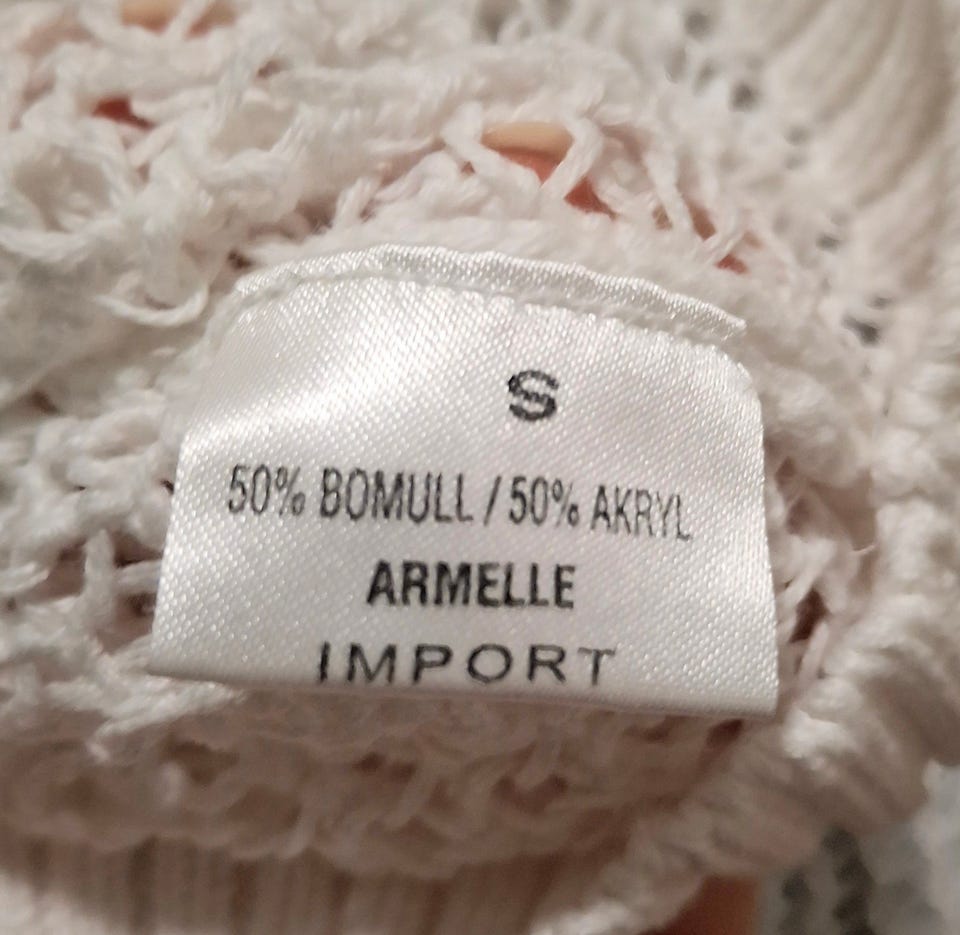 S
50% BOMULL / 50% AKRYL
ARMELLE
IMPORT